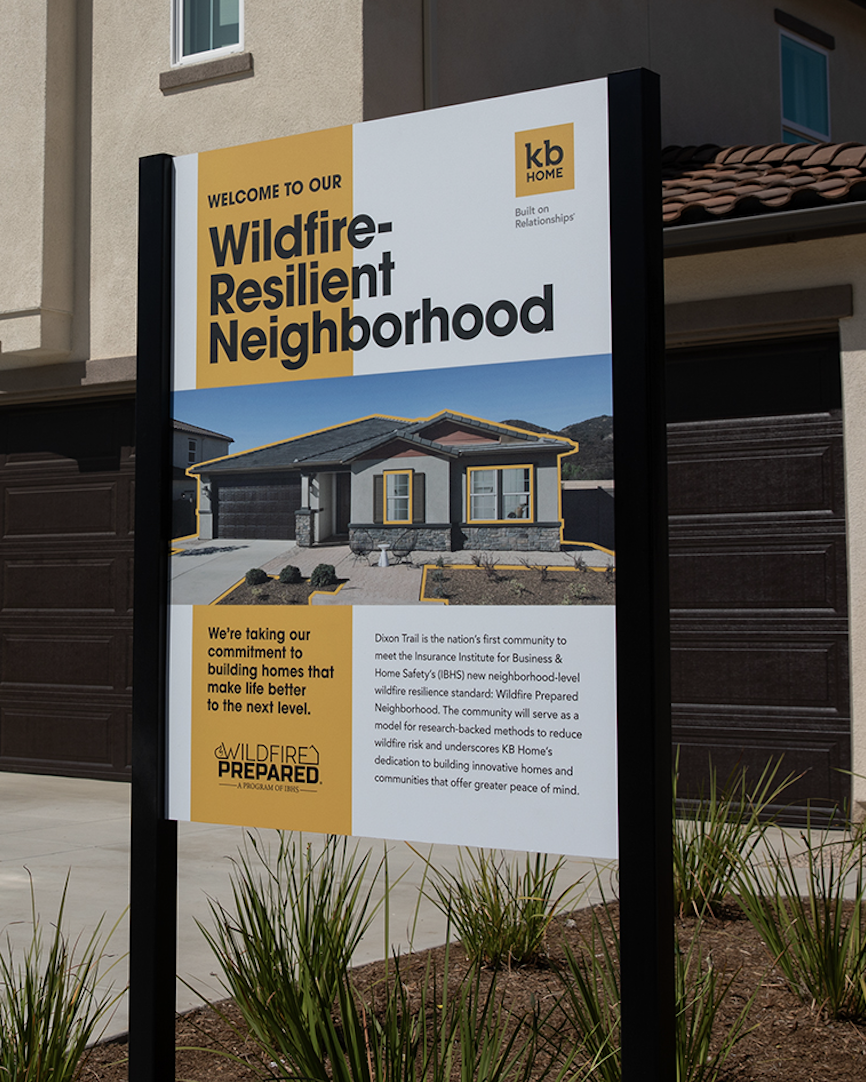 kb
HOME
Built on
Relationships®
WELCOME TO OUR
Wildfire-
Resilient
Neighborhood
We're taking our
commitment to
building homes that
make life better
to the next level.
WILDFIRE
PREPARED
A PROGRAM OF IBHS
Dixon Trail is the nation's first community to
meet the Insurance Institute for Business &
Home Safety's (IBHS) new neighborhood-level
wildfire resilience standard: Wildfire Prepared
Neighborhood. The community will serve as a
model for research-backed methods to reduce
wildfire risk and underscores KB Home's
dedication to building innovative homes and
communities that offer greater peace of mind.